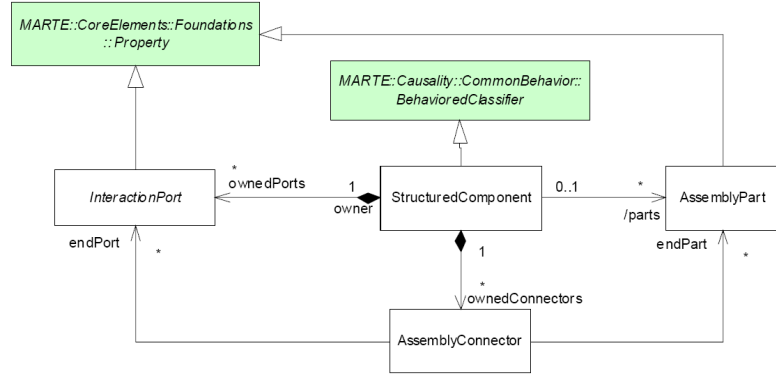 MARTE::CoreElements::Foundations
::Property
MARTE::Causality::CommonBehavior::
BehavioredClassifier
*
ownedPorts
1
owner
InteractionPort
StructuredComponent
0..1
*
/parts
AssemblyPart
endPort
*
1
*
ownedConnectors
endPart
*
AssemblyConnector